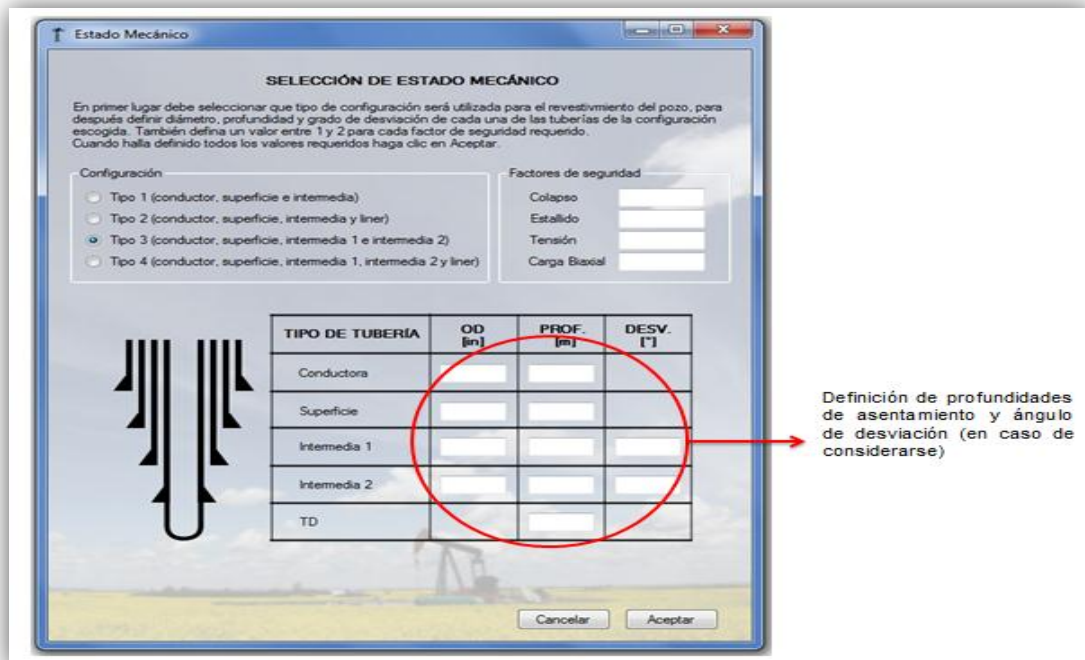 Estado Mecánico
SELECCIÓN DE ESTADO MECÁNICO
En primer lugar debe seleccionar que tipo de configuración será utilizada para el revestivmiento del pozo, para
después definir diámetro, profundidad y grado de desviación de cada una de las tuberías de la configuración
escogida. También defina un valor entre 1 y 2 para cada factor de seguridad requerido.
Cuando halla definido todos los valores requeridos haga clic en Aceptar.
Configuración
Tipo 1 (conductor, superficie e intermedia)
Tipo 2 (conductor, superficie, intermedia y liner)
Tipo 3 (conductor, superficie, intermedia 1 e intermedia 2)
Tipo 4 (conductor, superficie, intermedia 1, intermedia 2 y liner)
Factores de seguridad
Colapso
Estallido
Tensión
Carga Biaxial
TIPO DE TUBERÍA OD [in] PROF. [m] DESV. [°]
Conductora
Superficie
Intermedia 1
Intermedia 2
TD
Definición de profundidades
de asentamiento y ángulo
de desviación (en caso de
considerarse)
Cancelar Aceptar